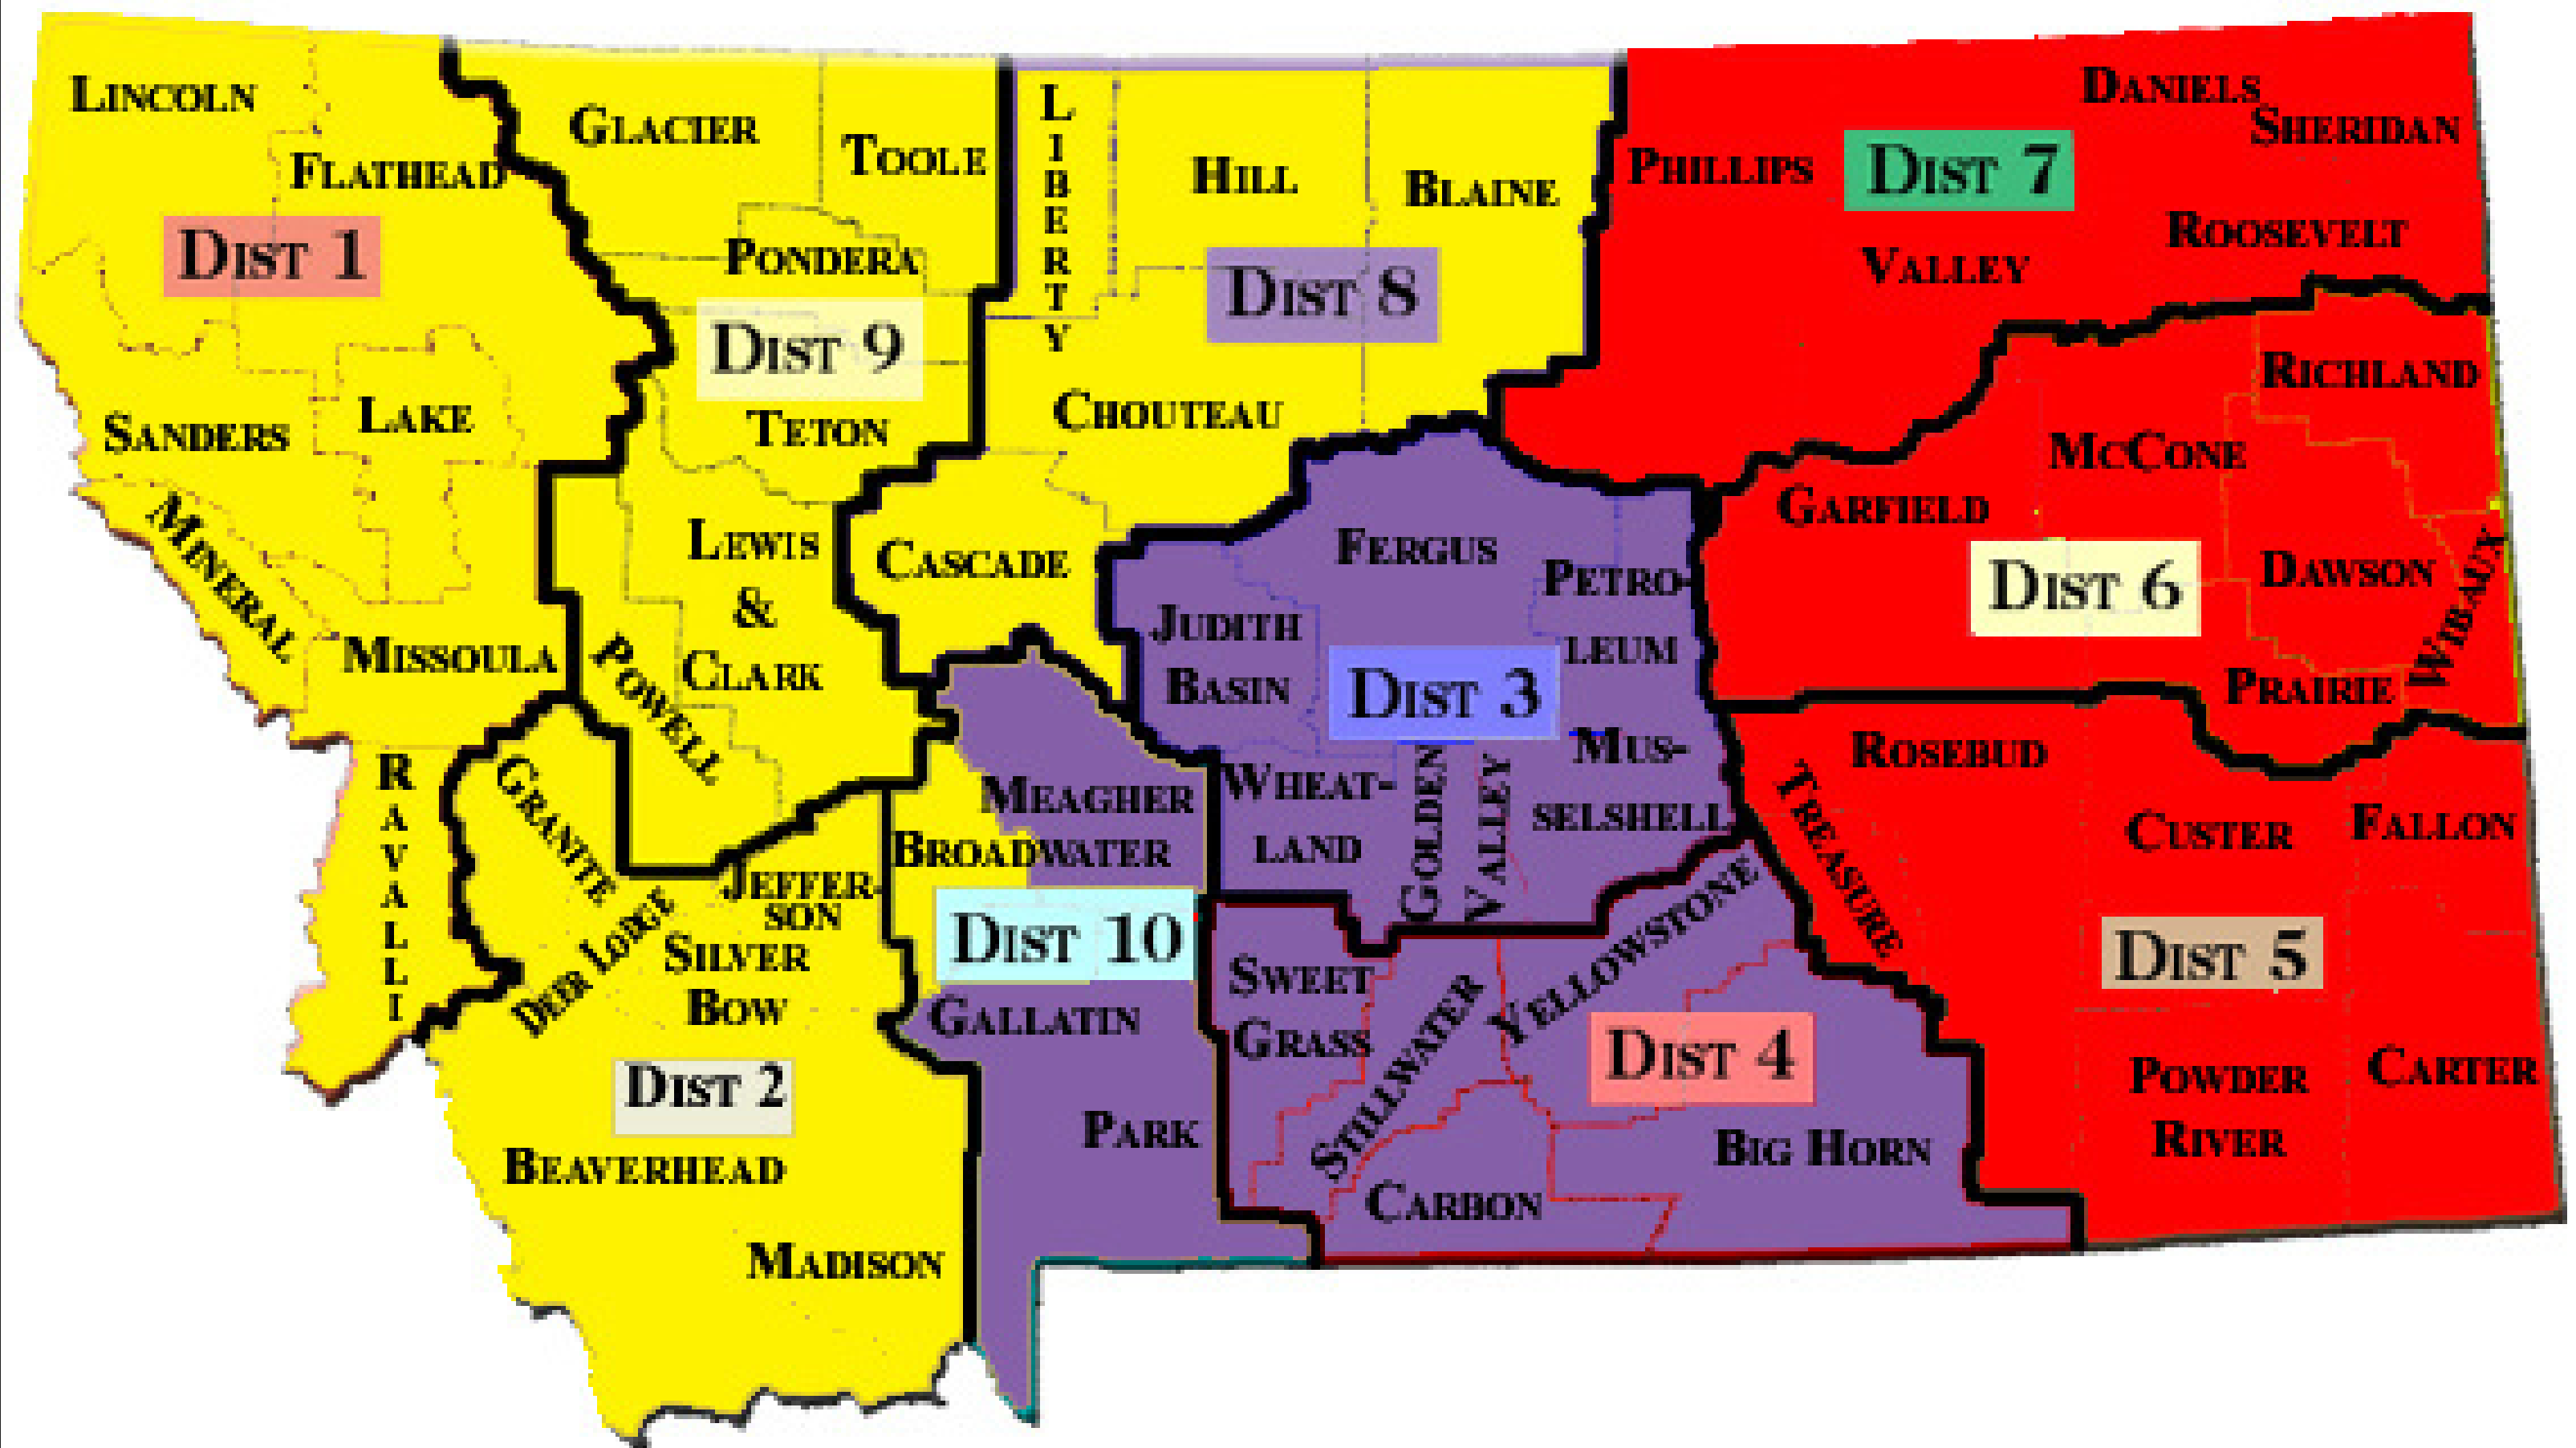 LINCOLN
FLATHEAD
DIST 1
SANDERS
LAKE
MINERAL
MISSOULA
RAVALLI
GLACIER
TOOLE
PONDERA
DIST 9
TETON
LEWIS
&
CLARK
POWELL
LIBERTY
HILL
BLAINE
DIST 8
CHOUTEAU
CASCADE
PHILLIPS
DIST 7
DANIELS
SHERIDAN
ROOSEVELT
VALLEY
RICHLAND
MCCONE
GARFIELD
DIST 6
DAWSON
WIBAUX
PRAIRIE
FERGUS
PETRO-
LEUM
JUDITH
BASIN
DIST 3
MUS-
SELSHELL
WHEAT-
LAND
GOLDEN
VALLEY
MEAGHER
BROADWATER
DIST 10
GALLATIN
PARK
GRANITE
DEER LODGE
JEFFER-
SON
SILVER
BOW
DIST 2
BEAVERHEAD
MADISON
SWEET
GRASS
STILLWATER
YELLOWSTONE
DIST 4
BIG HORN
CARBON
ROSEBUD
TREASURE
CUSTER
FALLON
DIST 5
POWDER
RIVER
CARTER